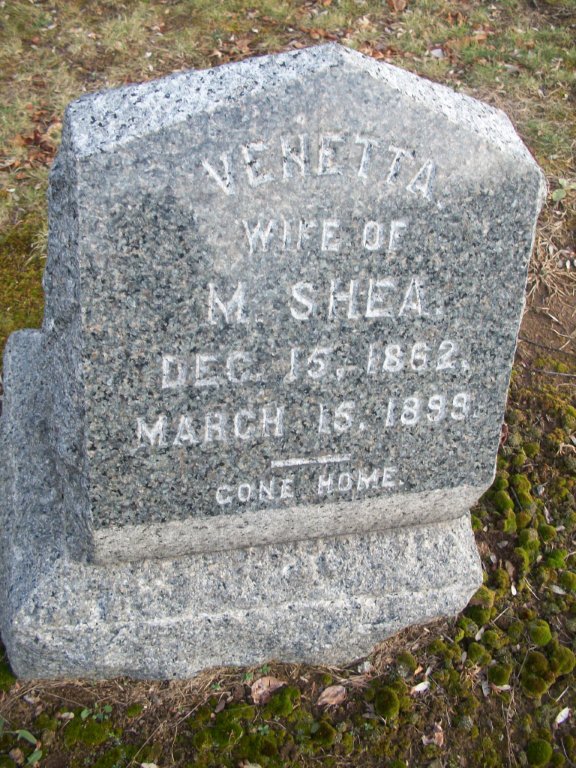 VENETTA.
WIFE OF
M. SHEA.
DEC. 15, 1862.
MARCH 15, 1899.
GONE HOME.